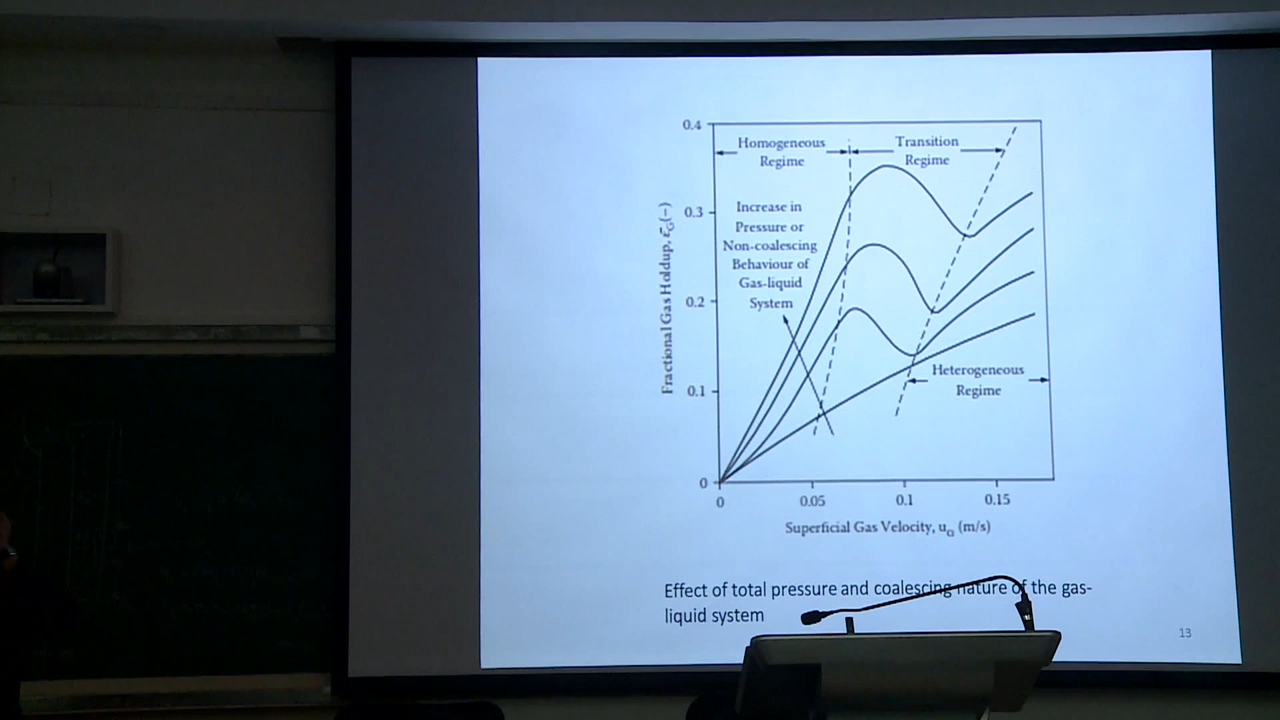 0.4
Homogeneous
Regime
Transition
Regime
0.3
Increase in
Pressure or
Non-coalescing
Behaviour of
Gas-liquid
System
Fractional Gas Holdup, ε̄G(−)
0.2
Heterogeneous
Regime
0.1
0
0
0.05
0.1
0.15
Superficial Gas Velocity, uG (m/s)
Effect of total pressure and coalescing nature of the gas-
liquid system
13